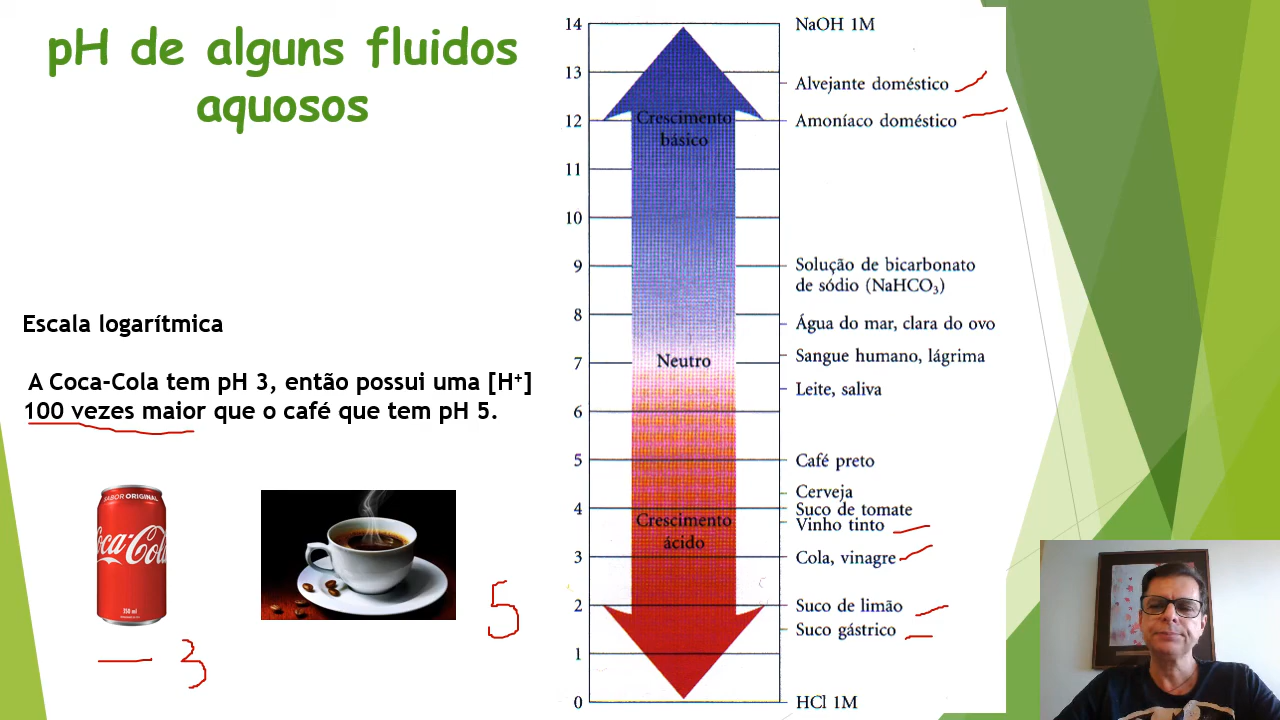 pH de alguns fluidos
aquosos
Escala logarítmica
A Coca-Cola tem pH 3, então possui uma [H⁺]
100 vezes maior que o café que tem pH 5.
SABOR ORIGINAL
Coca-Cola
350 ml
3
5
14
13
12
11
10
9
8
7
6
5
4
3
2
1
0
Crescimento
básico
Neutro
Crescimento
ácido
NaOH 1M
Alvejante doméstico
Amoníaco doméstico
Solução de bicarbonato
de sódio (NaHCO₃)
Água do mar, clara do ovo
Sangue humano, lágrima
Leite, saliva
Café preto
Cerveja
Suco de tomate
Vinho tinto
Cola, vinagre
Suco de limão
Suco gástrico
HCl 1M